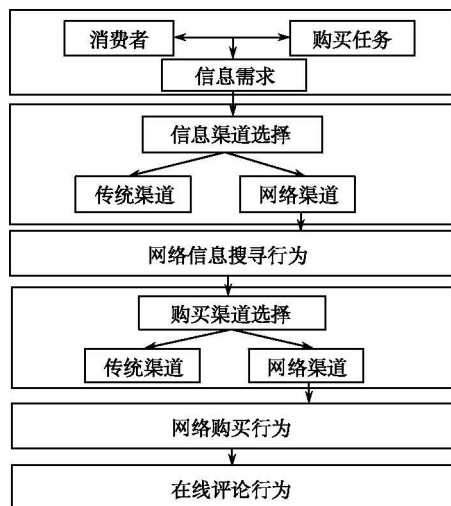 消费者
购买任务
信息需求
信息渠道选择
传统渠道
网络渠道
网络信息搜寻行为
购买渠道选择
传统渠道
网络渠道
网络购买行为
在线评论行为